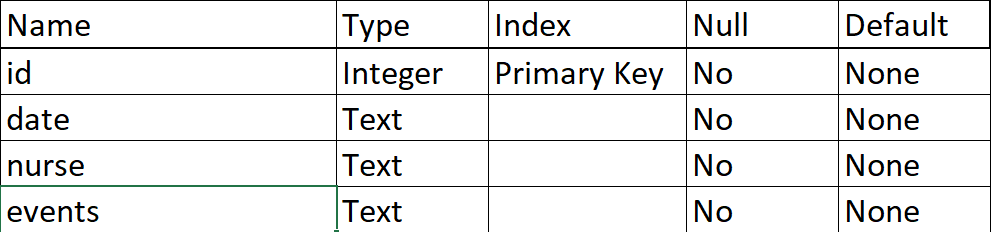 Name Type Index Null Default
id Integer Primary Key No None
date Text No None
nurse Text No None
events Text No None